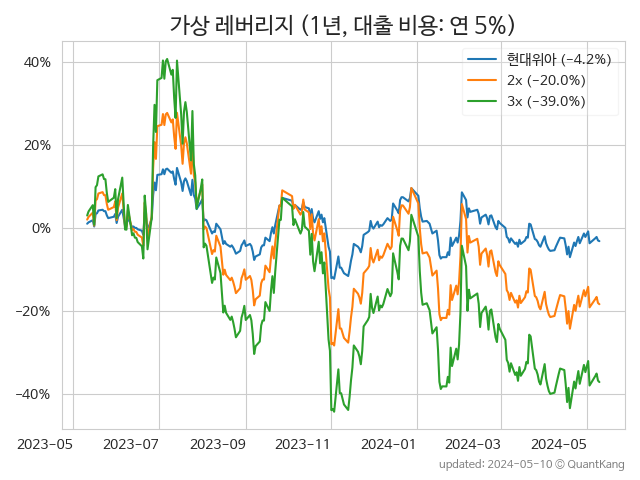 가상 레버리지 (1년, 대출 비용: 연 5%)
현대위아 (−4.2%)
2x (−20.0%)
3x (−39.0%)
40%
20%
0%
−20%
−40%
2023-05 2023-07 2023-09 2023-11 2024-01 2024-03 2024-05
updated: 2024-05-10 © QuantKang